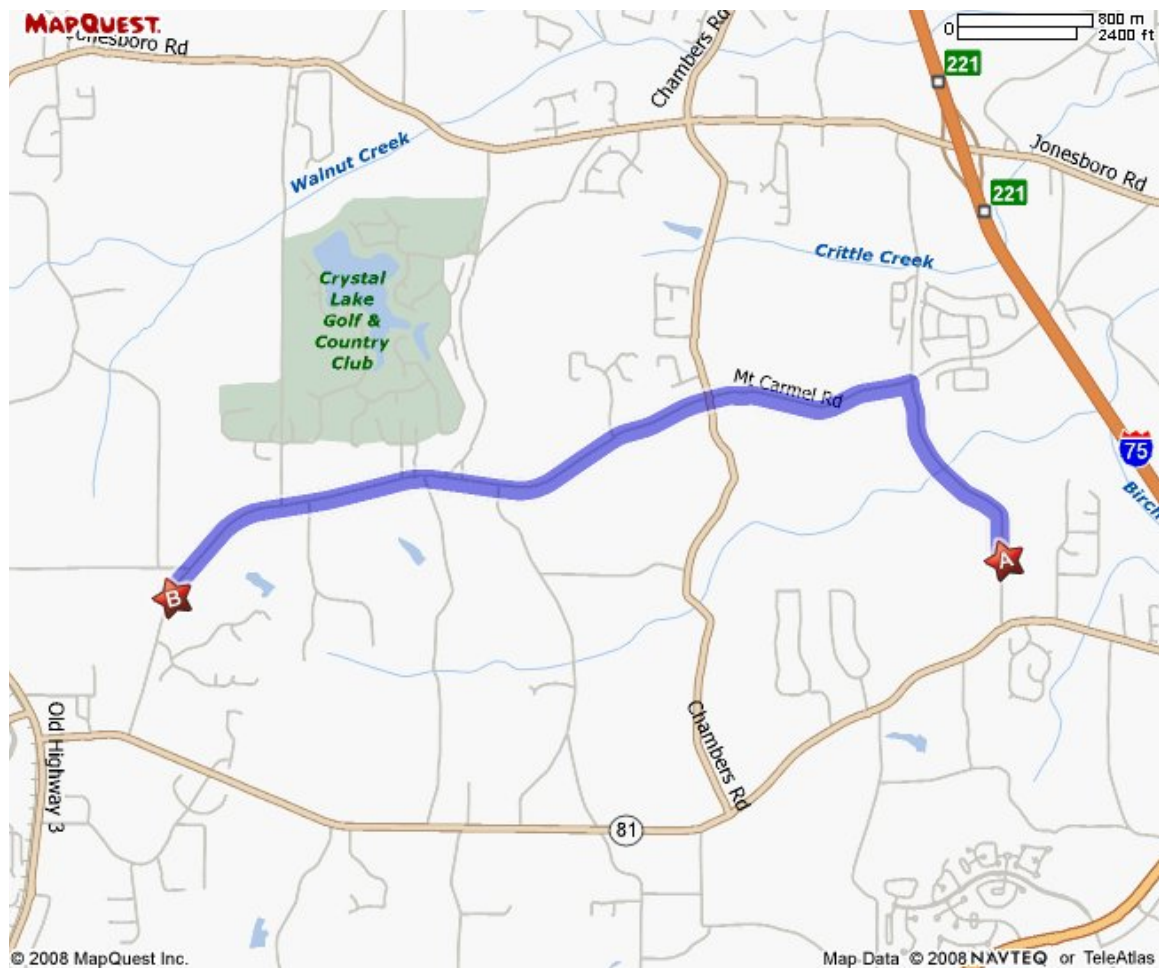 MAPQUEST.
800 m
0
2400 ft
Jonesboro Rd
Chambers Rd
221
Jonesboro Rd
Walnut Creek
221
Crittle Creek
Crystal
Lake
Golf &
Country
Club
Mt Carmel Rd
75
Birch
A
B
Old Highway 3
Chambers Rd
81
© 2008 MapQuest Inc.
Map Data © 2008 NAVTEQ or TeleAtlas